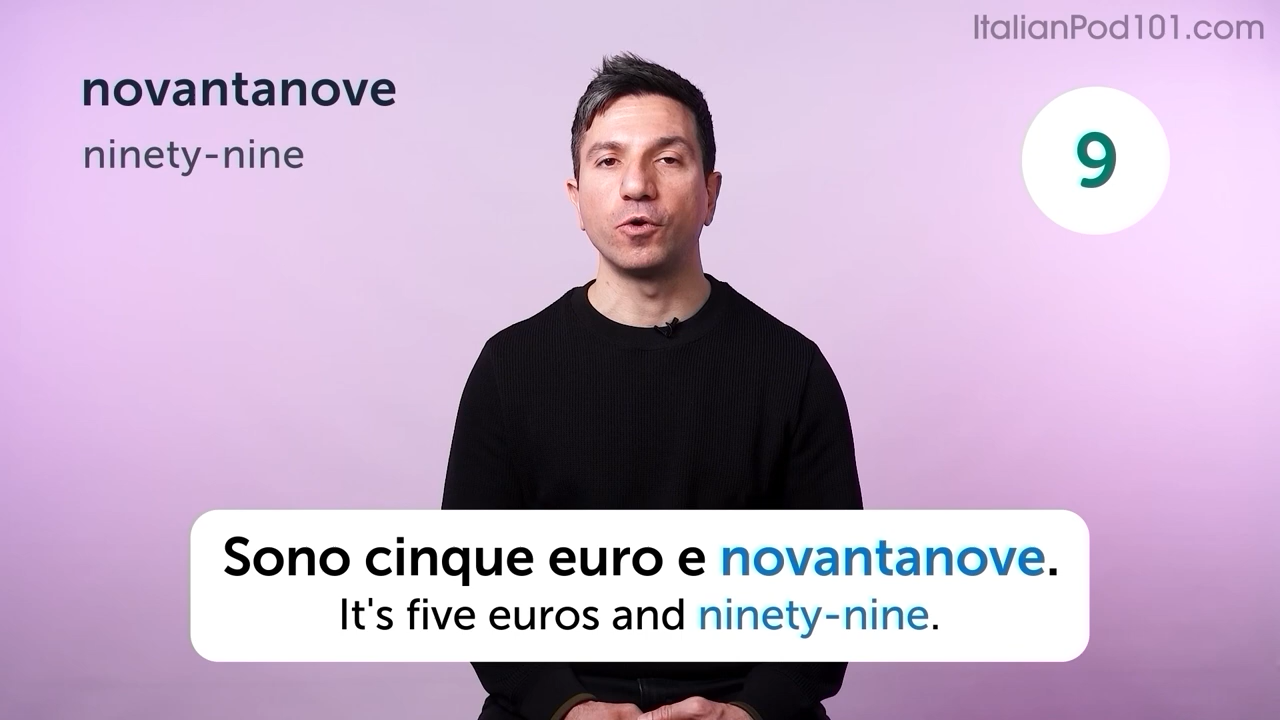 ItalianPod101.com
novantanove
ninety-nine
9
Sono cinque euro e novantanove.
It's five euros and ninety-nine.